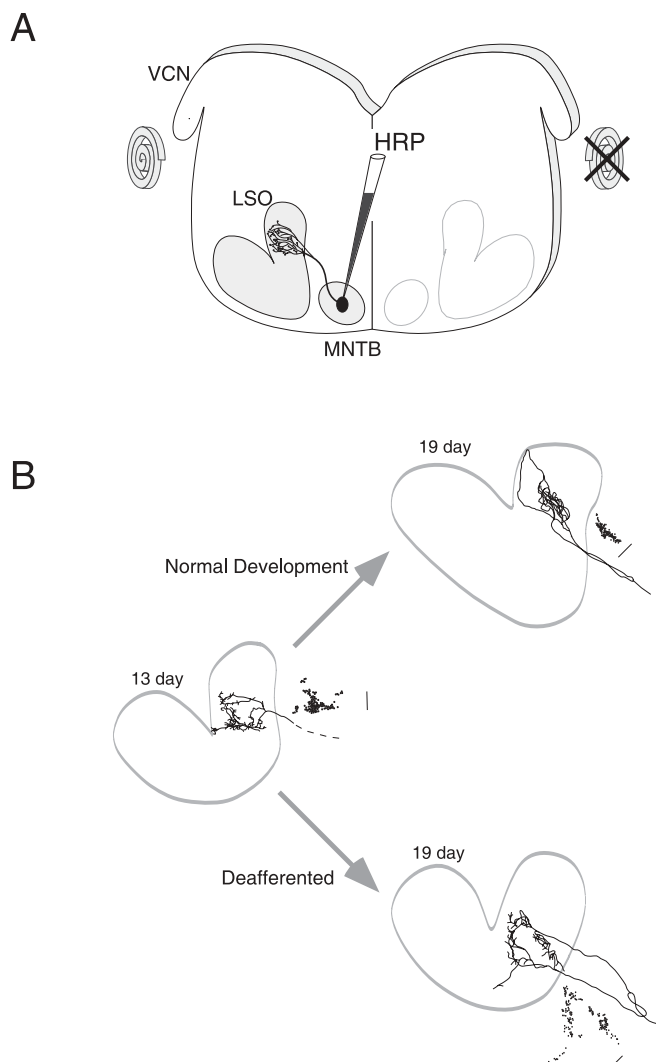 A
VCN
HRP
LSO
MNTB
B
19 day
Normal Development
13 day
19 day
Deafferented